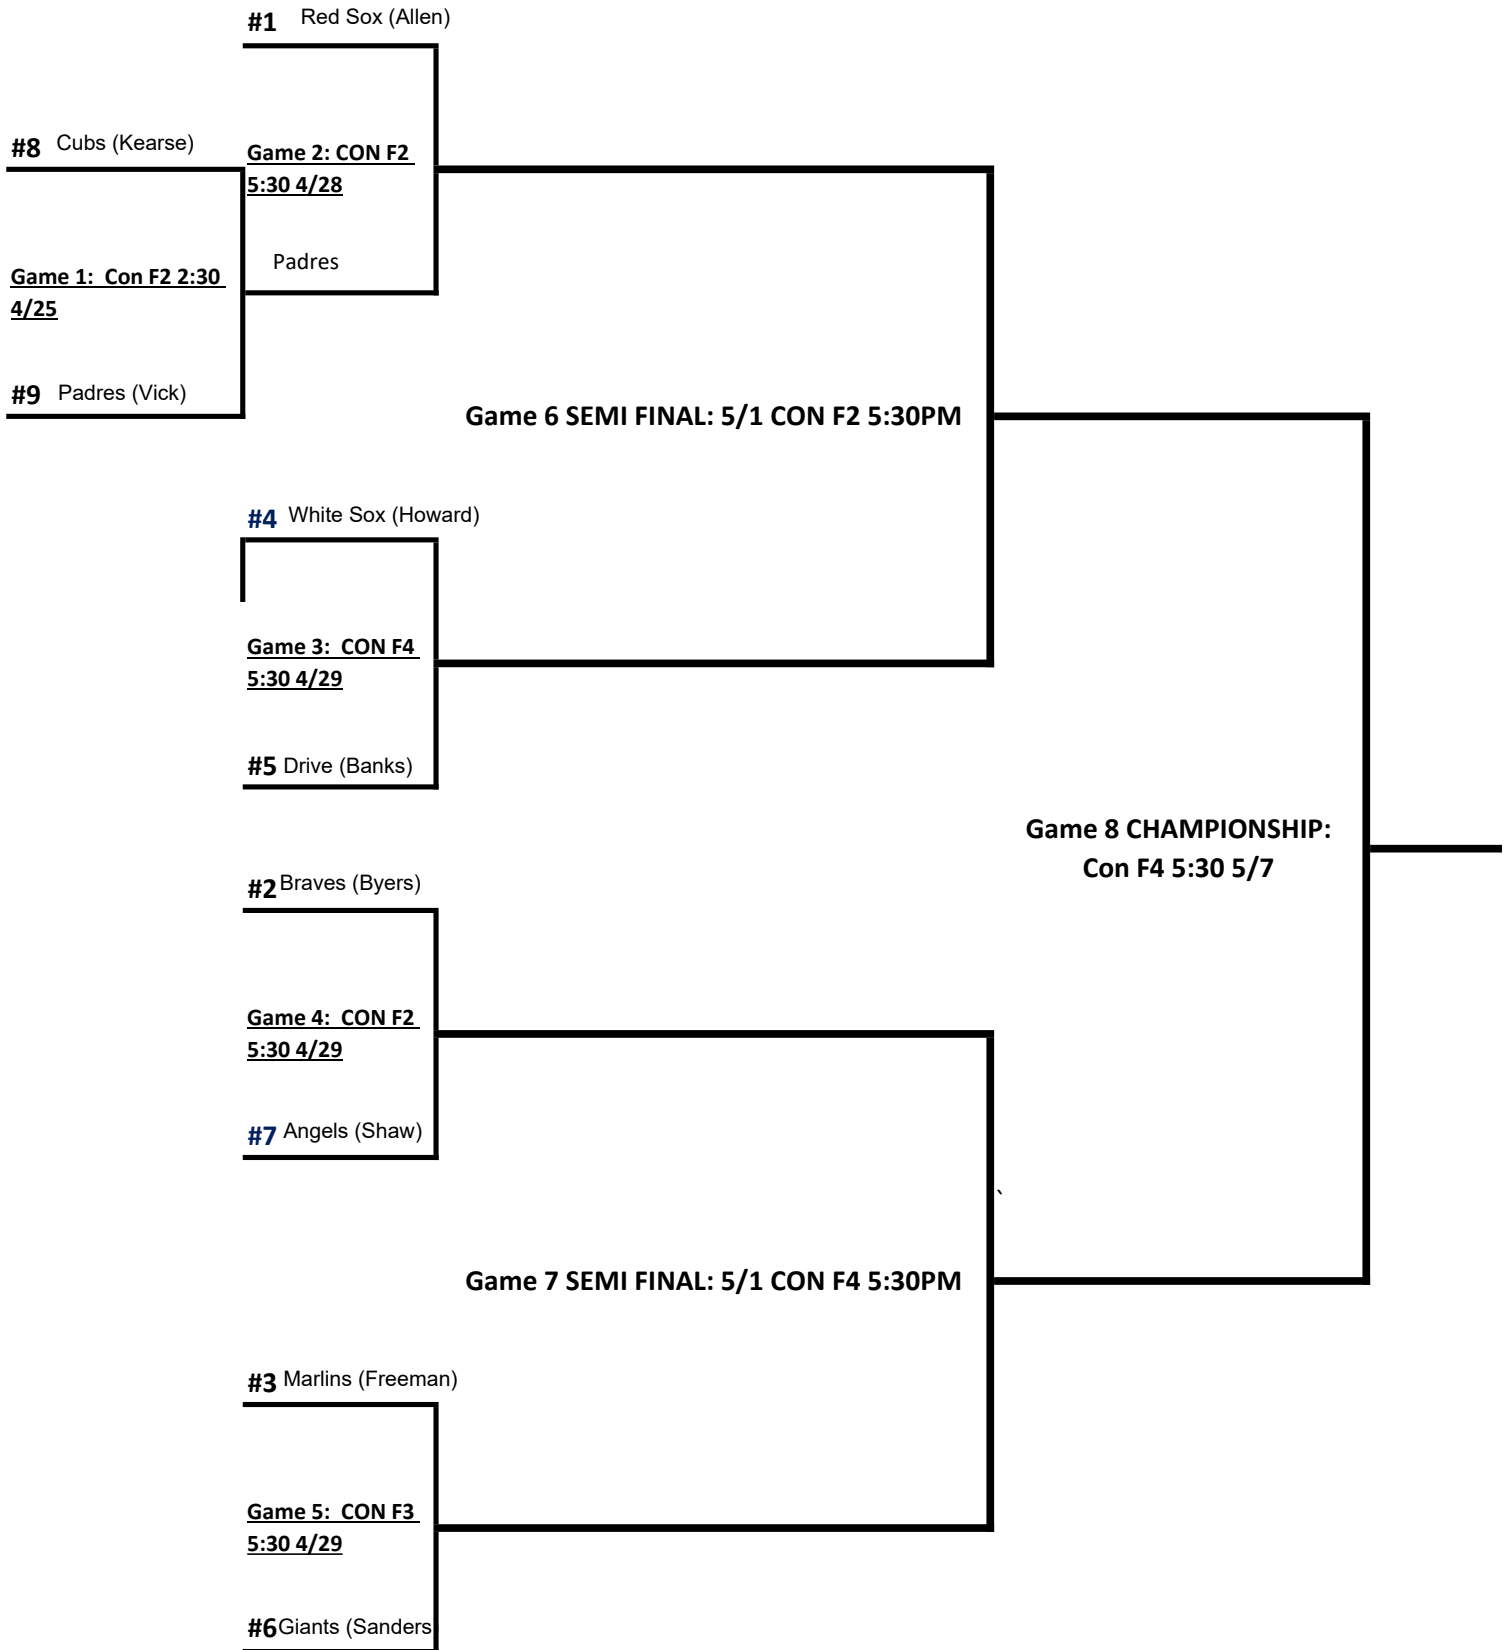 #1 Red Sox (Allen)
#8 Cubs (Kearse)
Game 2: CON F2
5:30 4/28
Padres
Game 1: Con F2 2:30
4/25
#9 Padres (Vick)
Game 6 SEMI FINAL: 5/1 CON F2 5:30PM
#4 White Sox (Howard)
Game 3: CON F4
5:30 4/29
#5 Drive (Banks)
Game 8 CHAMPIONSHIP:
Con F4 5:30 5/7
#2 Braves (Byers)
Game 4: CON F2
5:30 4/29
#7 Angels (Shaw)
`
Game 7 SEMI FINAL: 5/1 CON F4 5:30PM
#3 Marlins (Freeman)
Game 5: CON F3
5:30 4/29
#6 Giants (Sanders